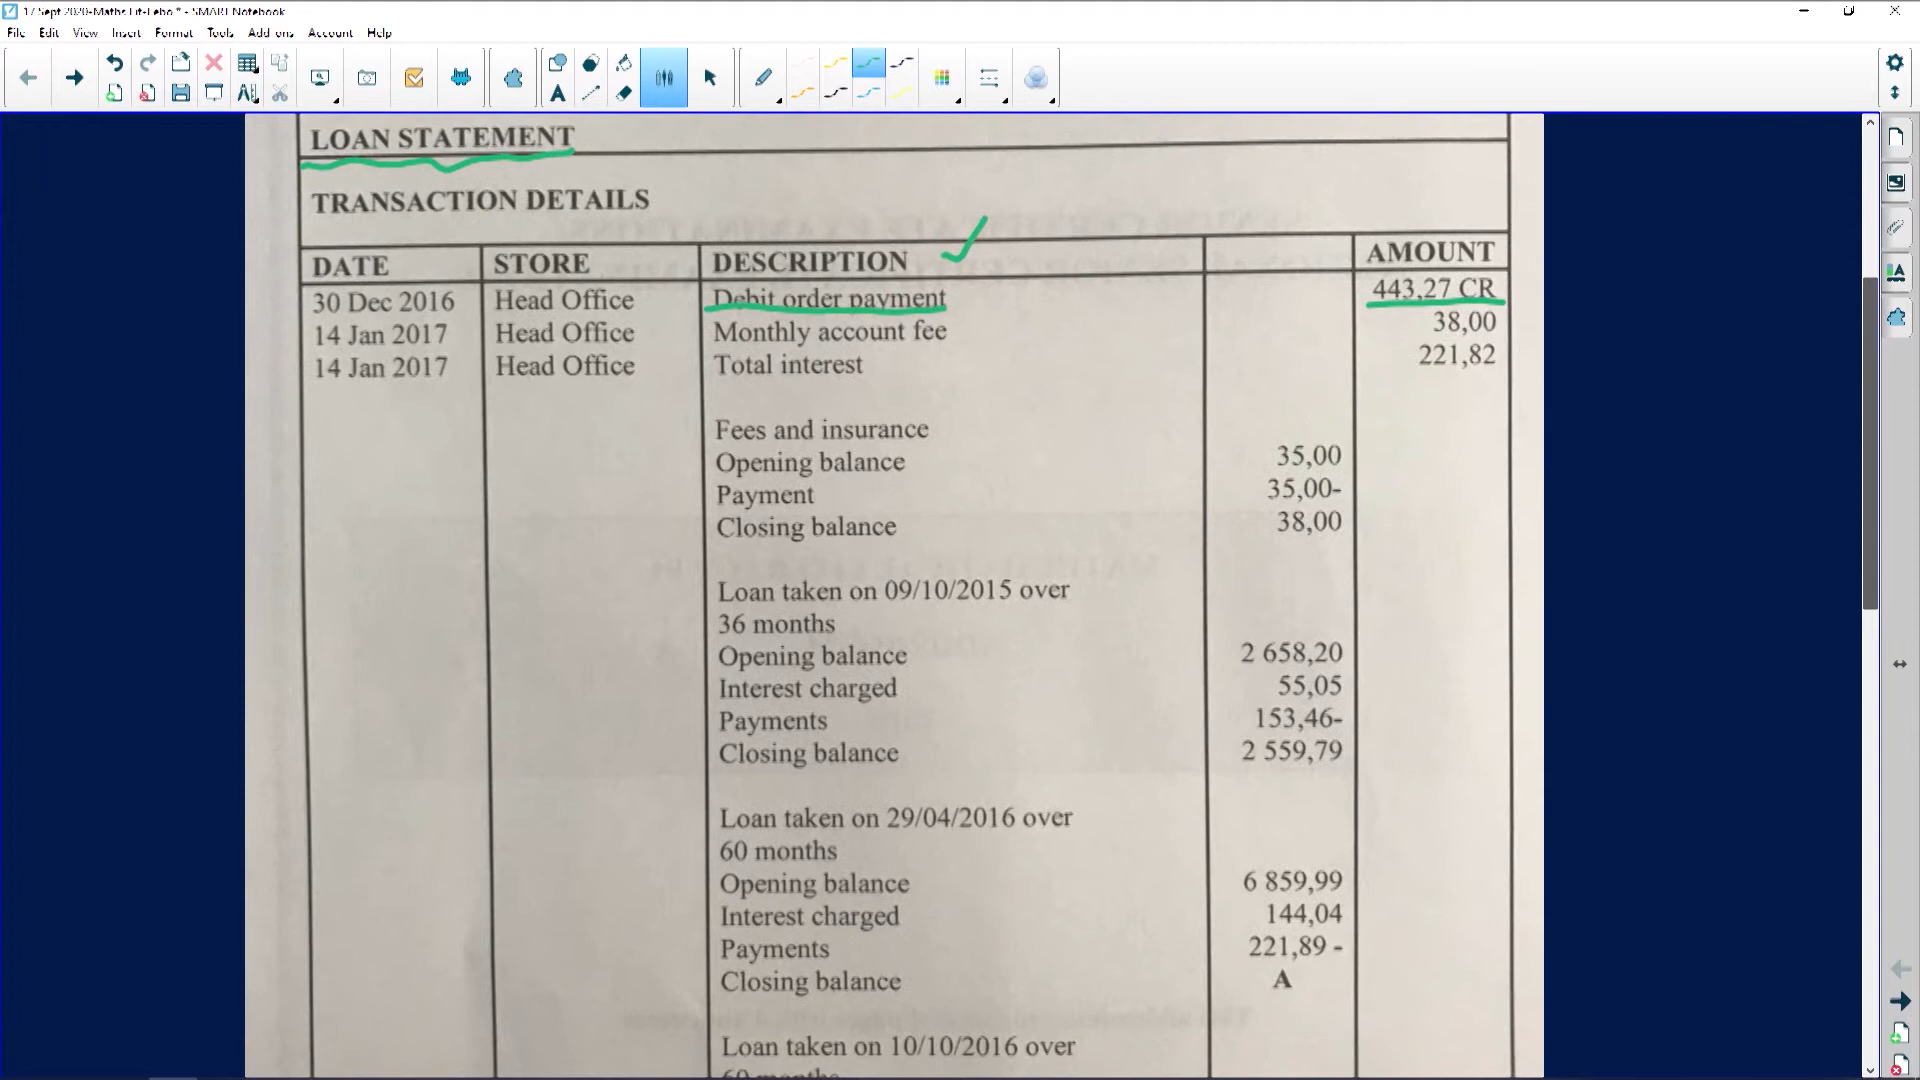 SMART Notebook
File Edit View Insert Format Tools Add-ons Account Help
LOAN STATEMENT
TRANSACTION DETAILS
DATE STORE DESCRIPTION AMOUNT
30 Dec 2016 Head Office Debit order payment 443,27 CR
14 Jan 2017 Head Office Monthly account fee 38,00
14 Jan 2017 Head Office Total interest 221,82
Fees and insurance
Opening balance 35,00
Payment 35,00-
Closing balance 38,00
Loan taken on 09/10/2015 over
36 months
Opening balance 2 658,20
Interest charged 55,05
Payments 153,46-
Closing balance 2 559,79
Loan taken on 29/04/2016 over
60 months
Opening balance 6 859,99
Interest charged 144,04
Payments 221,89 -
Closing balance A
Loan taken on 10/10/2016 over
60 months